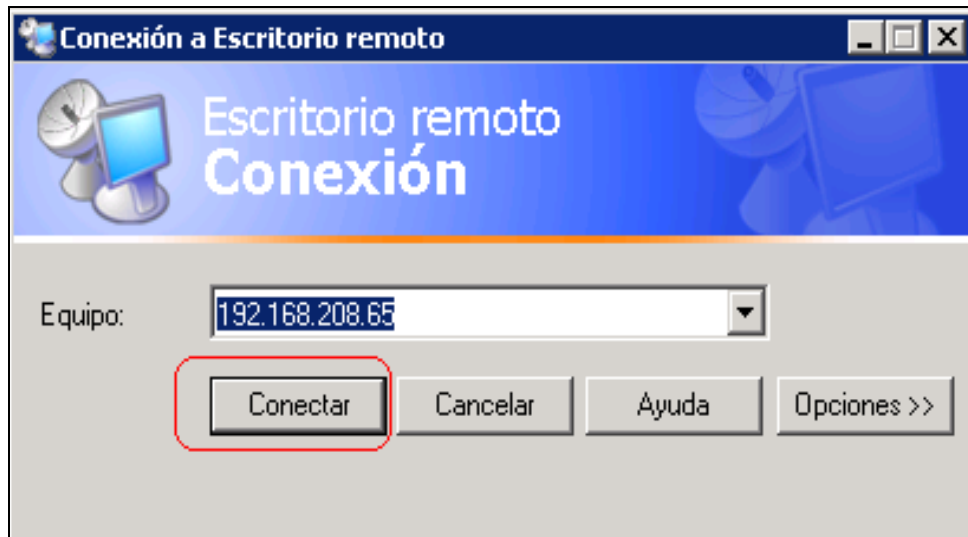 Conexión a Escritorio remoto
Escritorio remoto
Conexión
Equipo: 192.168.208.65
Conectar Cancelar Ayuda Opciones >>